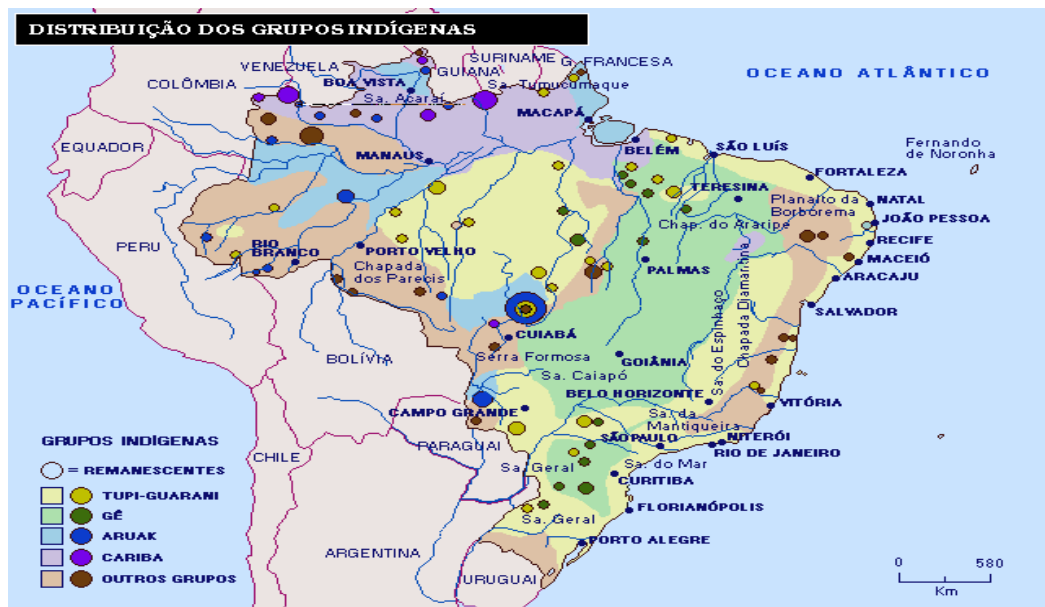 DISTRIBUIÇÃO DOS GRUPOS INDÍGENAS
SURINAME
G. FRANCESA
VENEZUELA
GUIANA
OCEANO ATLÂNTICO
COLÔMBIA
BOA VISTA
Sa. Tumucumaque
Sa. Acaraí
MACAPÁ
EQUADOR
MANAUS
BELÉM
SÃO LUÍS
Fernando
de Noronha
FORTALEZA
TERESINA
NATAL
Planalto da
Borborema
JOÃO PESSOA
Chap. do Araripe
PERU
RIO
BRANCO
PORTO VELHO
RECIFE
MACEIÓ
PALMAS
ARACAJU
Chapada
dos Parecis
OCEANO
PACÍFICO
SALVADOR
Sa. do Espinhaço
Chapada Diamantina
CUIABÁ
BOLÍVIA
Serra Formosa
GOIÂNIA
Sa. Caiapó
BELO HORIZONTE
VITÓRIA
CAMPO GRANDE
Sa. da
Mantiqueira
GRUPOS INDÍGENAS
PARAGUAI
SÃO PAULO
NITERÓI
RIO DE JANEIRO
CHILE
= REMANESCENTES
Sa. Geral
Sa. do Mar
CURITIBA
TUPI-GUARANI
GÊ
FLORIANÓPOLIS
Sa. Geral
ARUAK
PORTO ALEGRE
CARIBA
ARGENTINA
OUTROS GRUPOS
URUGUAI
0 580
Km